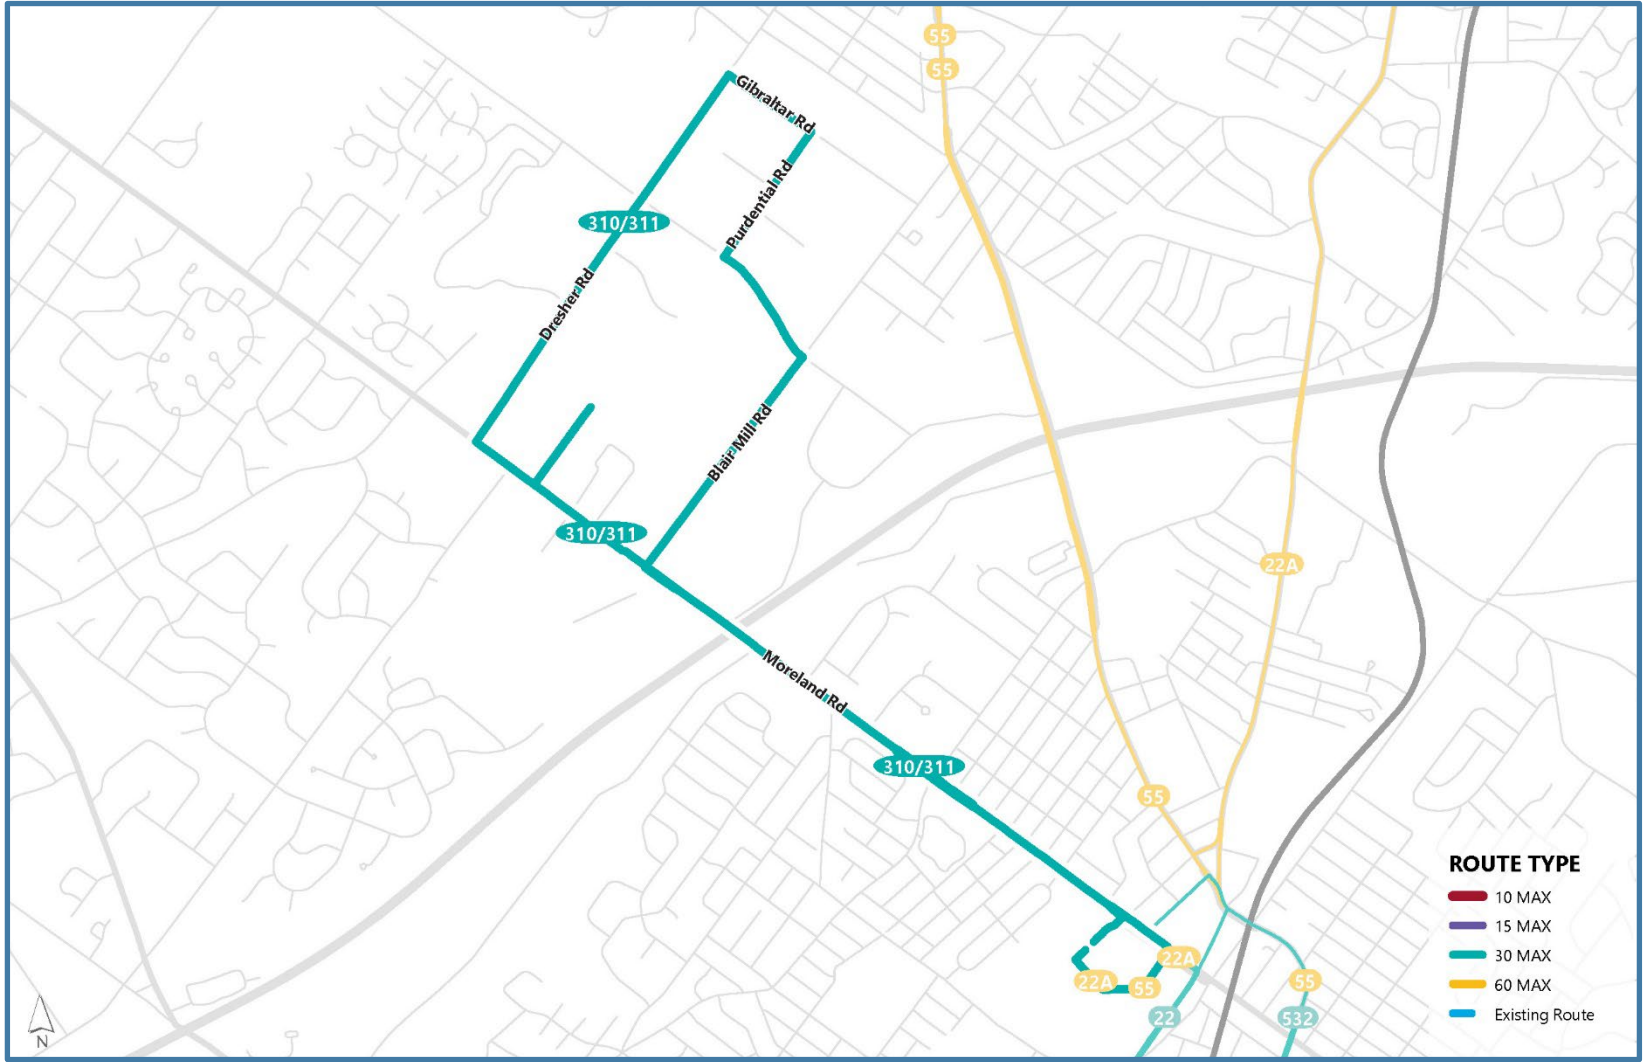 55
55
Gibraltar Rd
Purdential Rd
310/311
Dresher Rd
Blair Mill Rd
310/311
22A
Moreland Rd
310/311
55
22A
22A
55
55
22
532
ROUTE TYPE
10 MAX
15 MAX
30 MAX
60 MAX
Existing Route
N